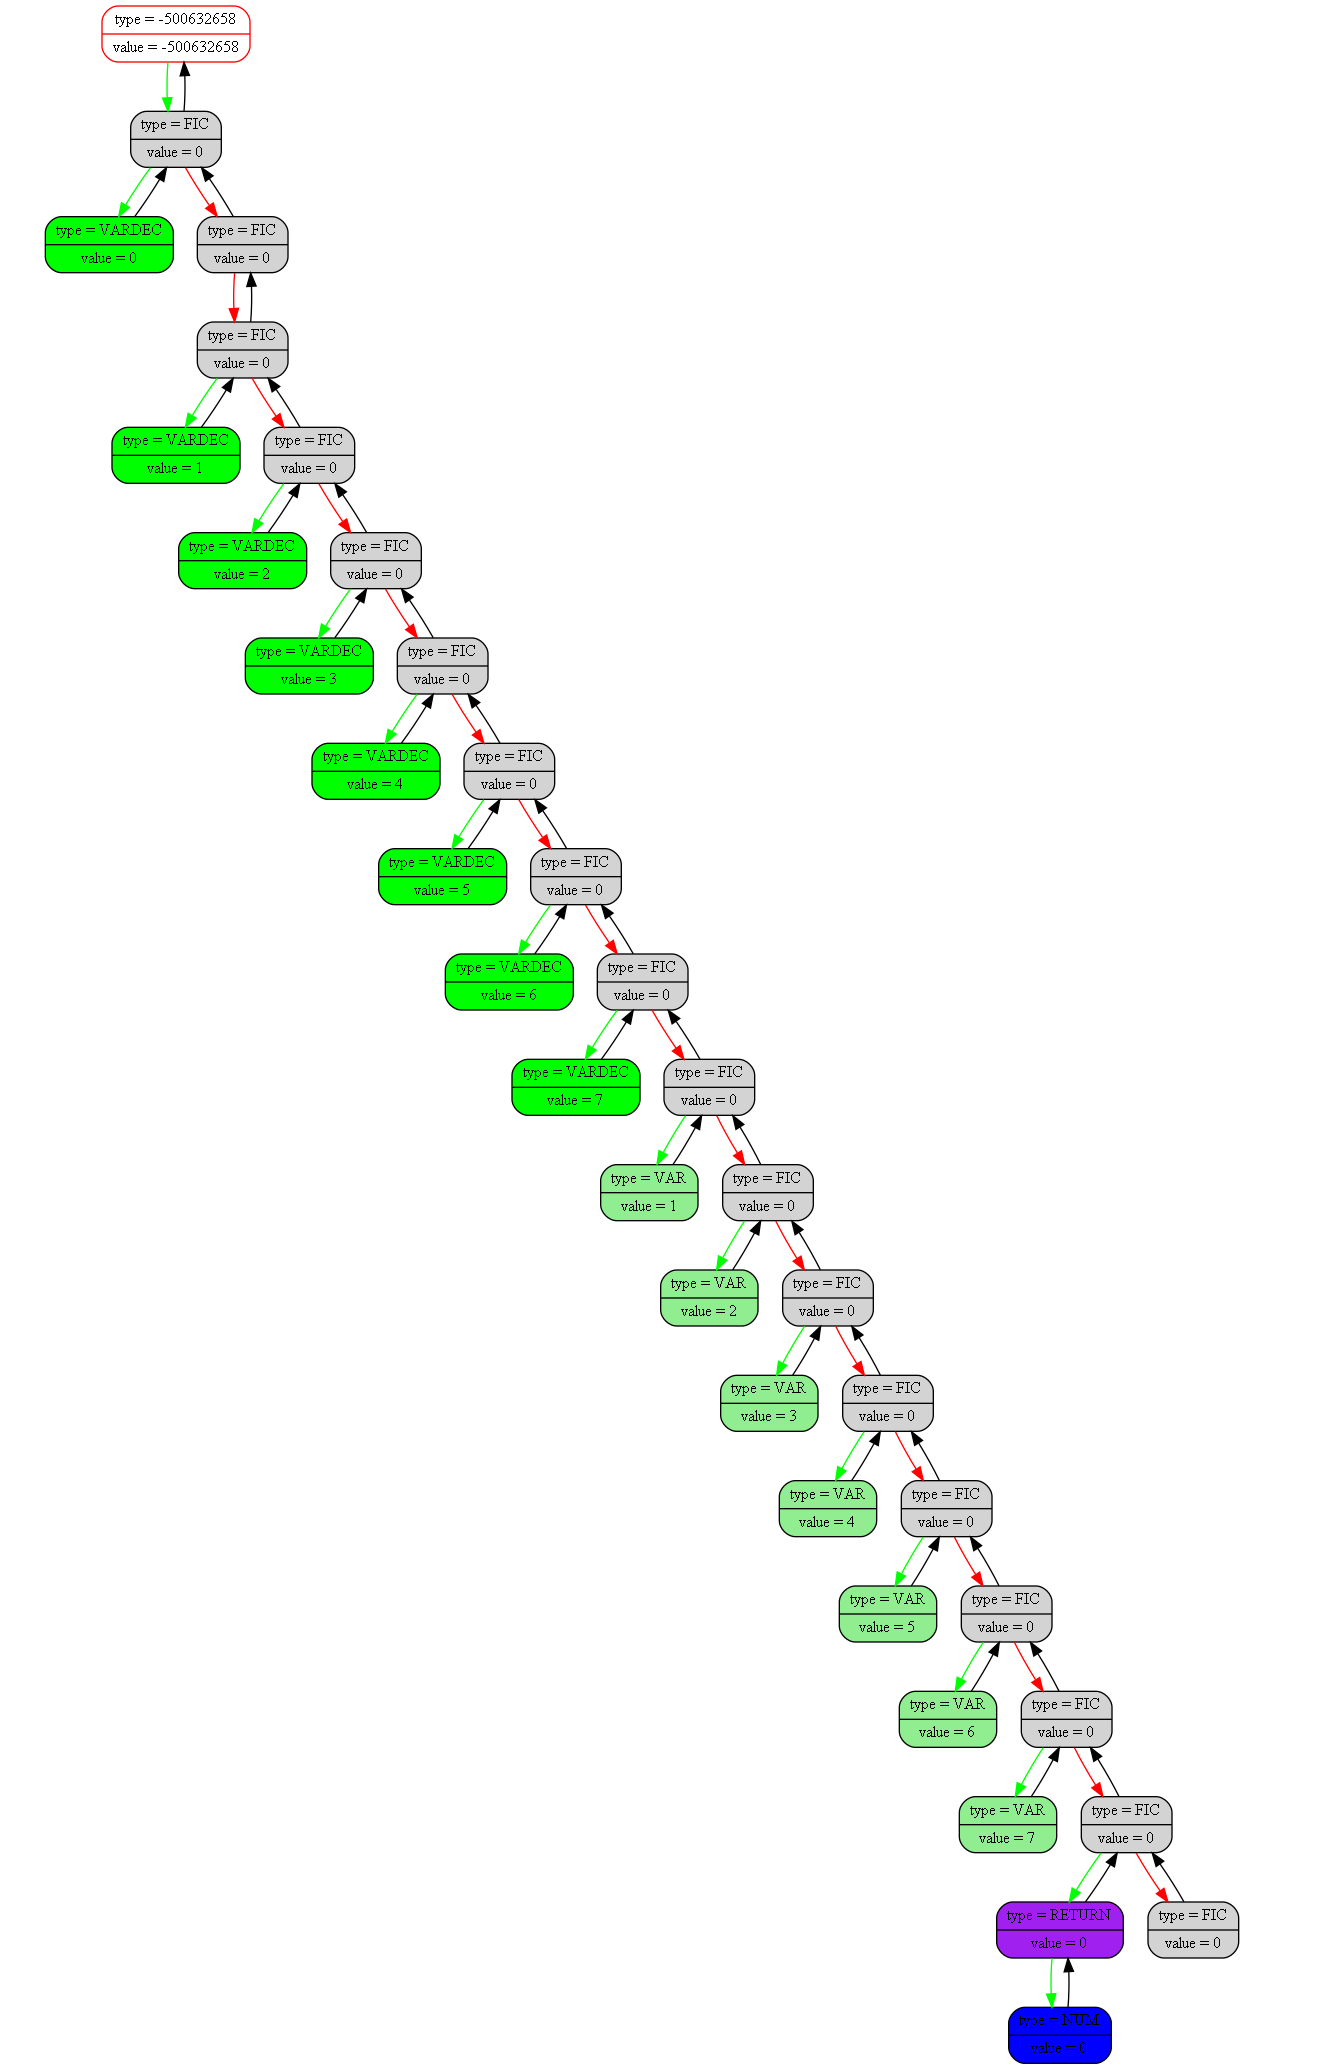 type = -500632658
value = -500632658
type = FIC
value = 0
type = VARDEC
value = 0
type = FIC
value = 0
type = FIC
value = 0
type = VARDEC
value = 1
type = FIC
value = 0
type = VARDEC
value = 2
type = FIC
value = 0
type = VARDEC
value = 3
type = FIC
value = 0
type = VARDEC
value = 4
type = FIC
value = 0
type = VARDEC
value = 5
type = FIC
value = 0
type = VARDEC
value = 6
type = FIC
value = 0
type = VARDEC
value = 7
type = FIC
value = 0
type = VAR
value = 1
type = FIC
value = 0
type = VAR
value = 2
type = FIC
value = 0
type = VAR
value = 3
type = FIC
value = 0
type = VAR
value = 4
type = FIC
value = 0
type = VAR
value = 5
type = FIC
value = 0
type = VAR
value = 6
type = FIC
value = 0
type = VAR
value = 7
type = FIC
value = 0
type = RETURN
value = 0
type = FIC
value = 0
type = NUM
value = 0